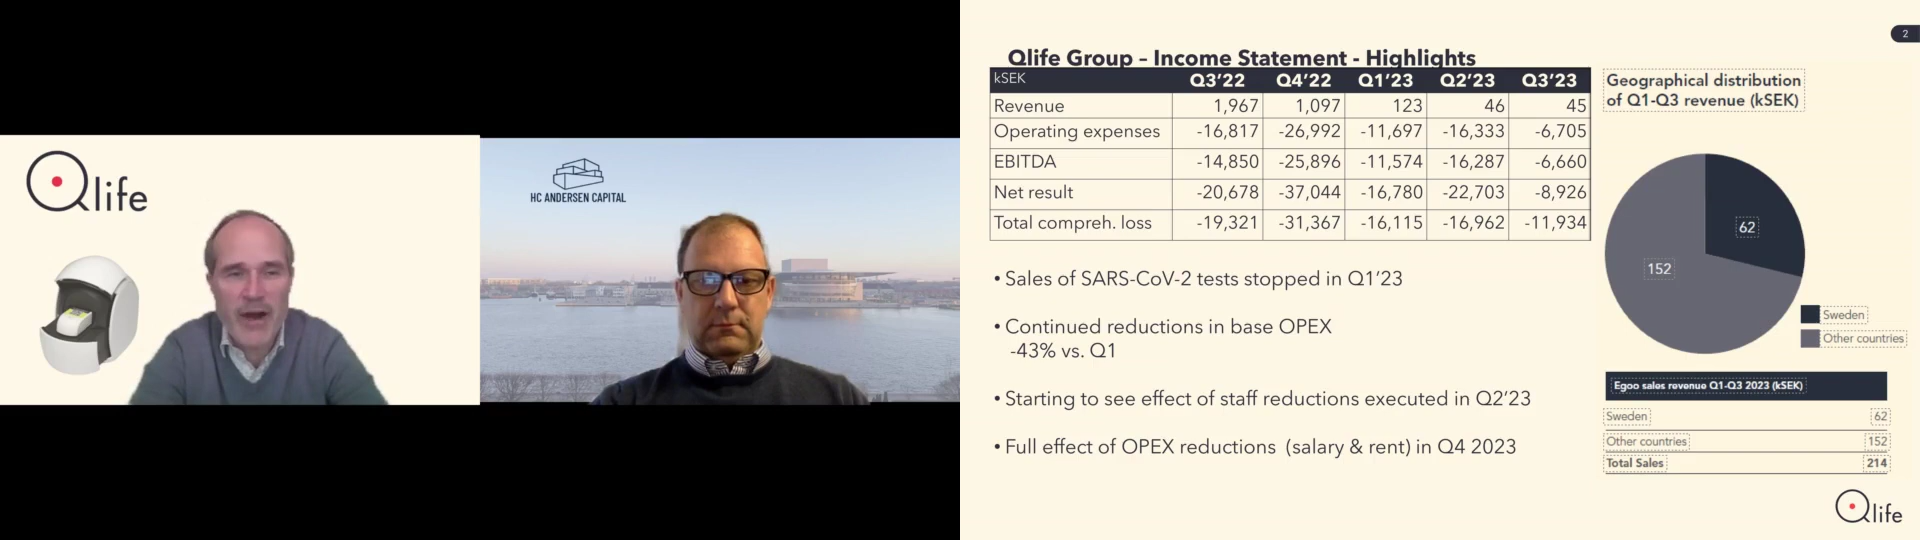 Qlife
HC ANDERSEN CAPITAL
2
Qlife Group – Income Statement - Highlights
kSEK Q3'22 Q4'22 Q1'23 Q2'23 Q3'23
Revenue 1,967 1,097 123 46 45
Operating expenses -16,817 -26,992 -11,697 -16,333 -6,705
EBITDA -14,850 -25,896 -11,574 -16,287 -6,660
Net result -20,678 -37,044 -16,780 -22,703 -8,926
Total compreh. loss -19,321 -31,367 -16,115 -16,962 -11,934
• Sales of SARS-CoV-2 tests stopped in Q1'23
• Continued reductions in base OPEX
-43% vs. Q1
• Starting to see effect of staff reductions executed in Q2'23
• Full effect of OPEX reductions (salary & rent) in Q4 2023
Geographical distribution
of Q1-Q3 revenue (kSEK)
62
152
Sweden
Other countries
Egoo sales revenue Q1-Q3 2023 (kSEK)
Sweden 62
Other countries 152
Total Sales 214
Qlife